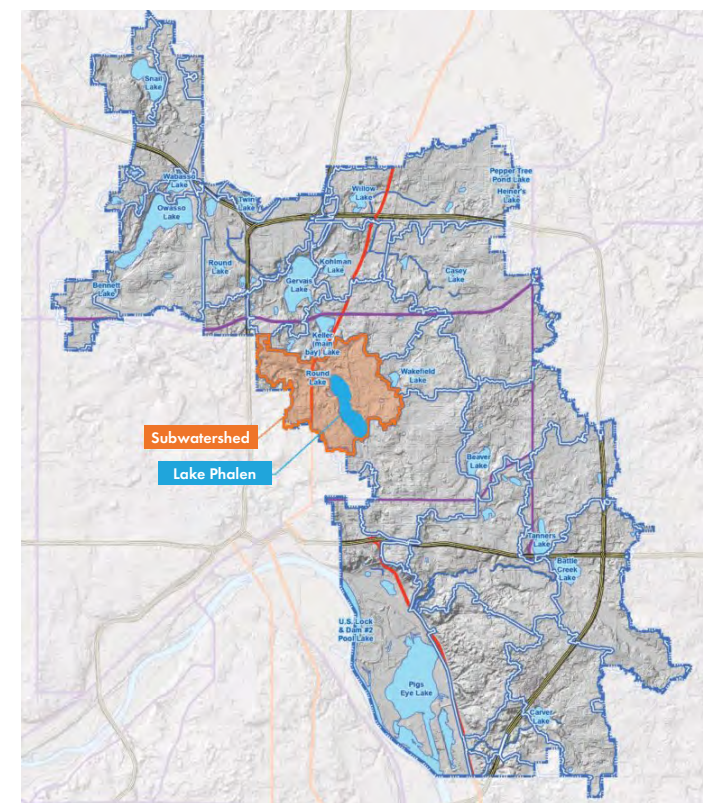 Snail
Lake
Pepper Tree
Pond Lake
Heiner's
Lake
Wabasso
Lake
Willow
Lake
Twin
Lake
Owasso
Lake
Round
Lake
Kohlman
Lake
Casey
Lake
Gervais
Lake
Bennett
Lake
Keller
(main
bay) Lake
Round
Lake
Wakefield
Lake
Subwatershed
Lake Phalen
Beaver
Lake
Tanners
Lake
Battle
Creek
Lake
U.S. Lock
& Dam #2
Pool Lake
Pigs
Eye Lake
Carver
Lake